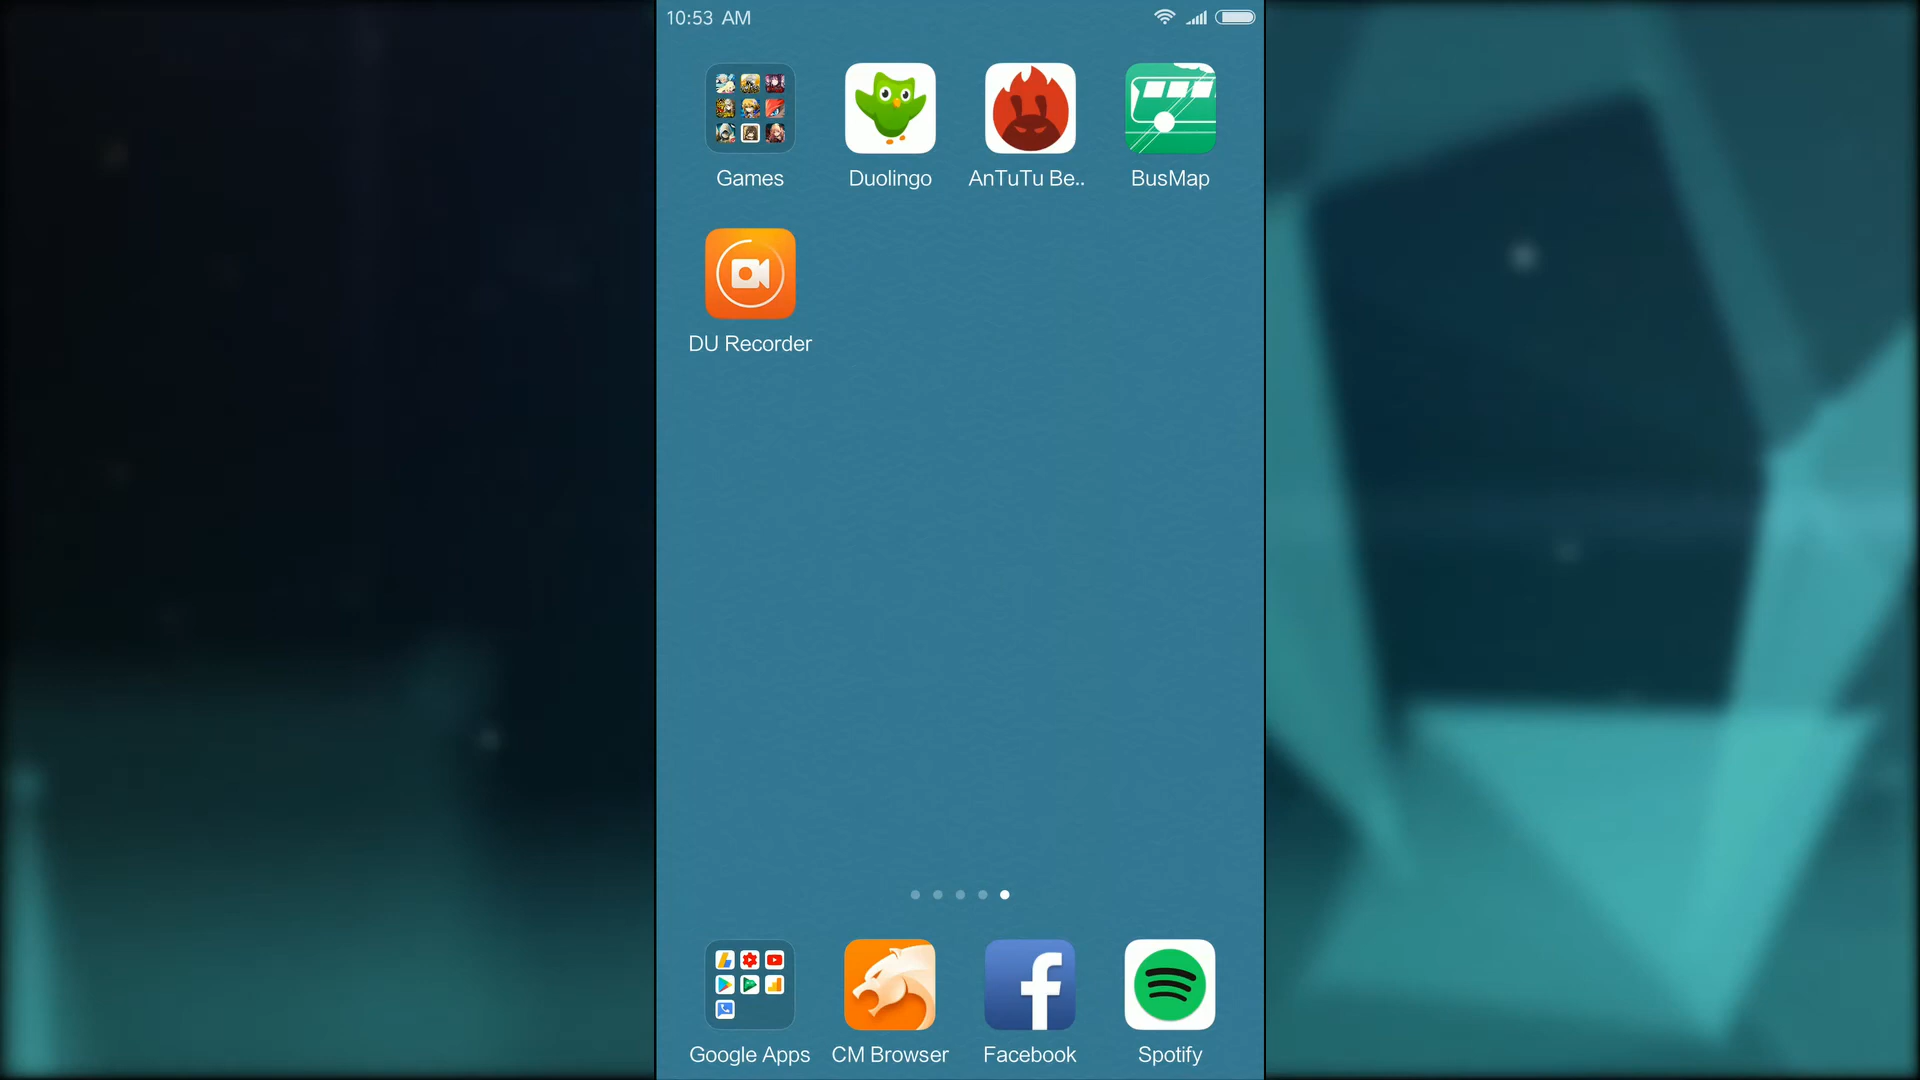 10:53 AM
Games
Duolingo
AnTuTu Be..
BusMap
DU Recorder
Google Apps
CM Browser
Facebook
Spotify